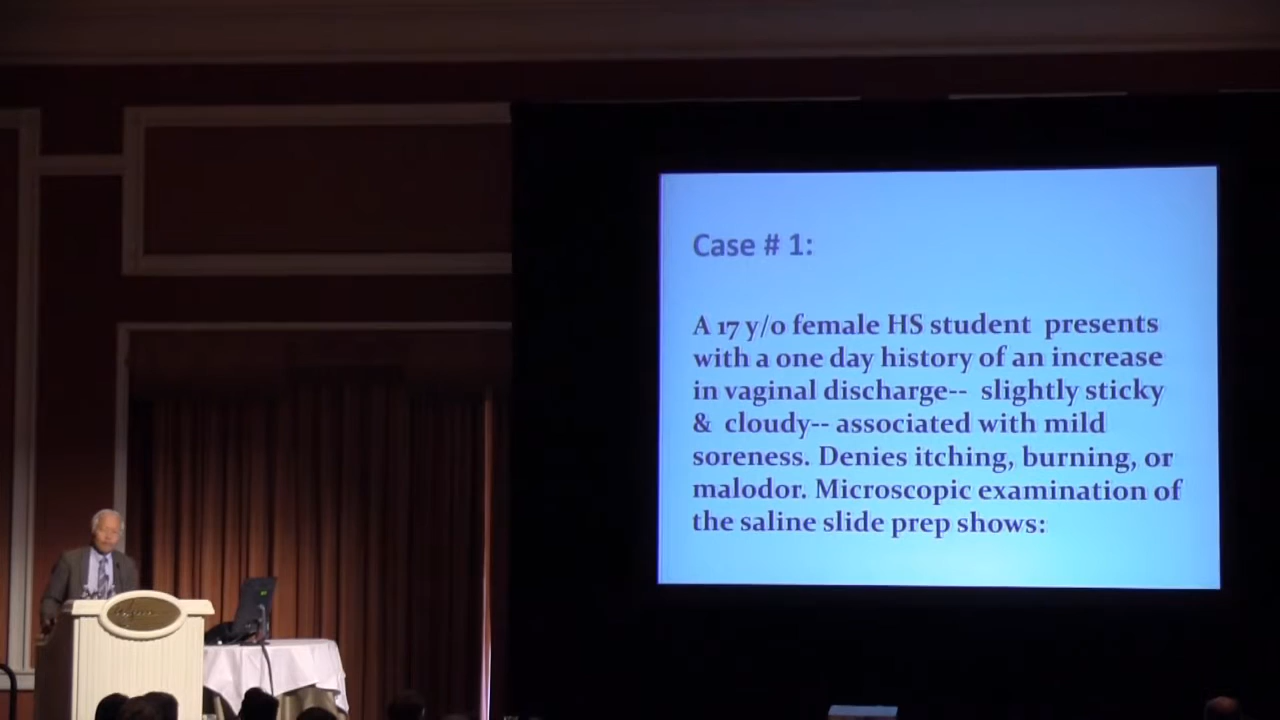 Case # 1:
A 17 y/o female HS student presents
with a one day history of an increase
in vaginal discharge-- slightly sticky
& cloudy-- associated with mild
soreness. Denies itching, burning, or
malodor. Microscopic examination of
the saline slide prep shows: